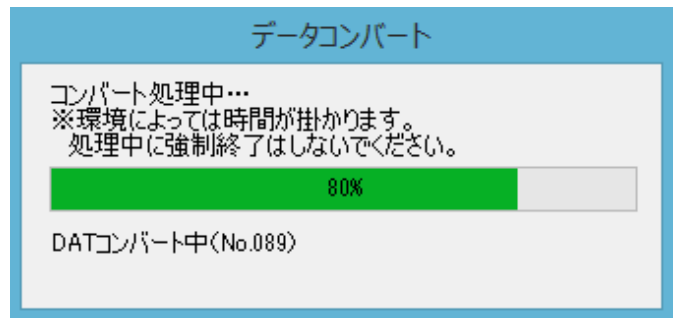 データコンバート
コンバート処理中…
※環境によっては時間が掛かります。
処理中に強制終了はしないでください。
80%
DATコンバート中(No.089)